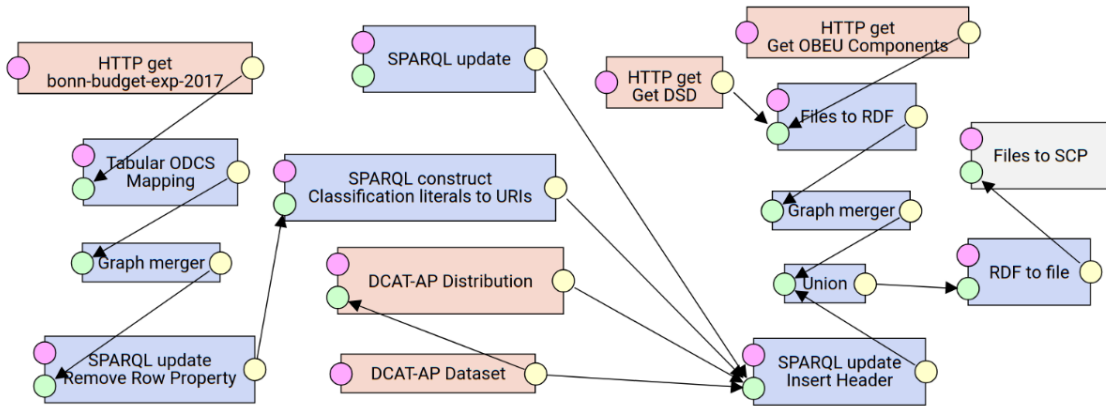 HTTP get
bonn-budget-exp-2017
SPARQL update
HTTP get
Get OBEU Components
HTTP get
Get DSD
Files to RDF
Tabular ODCS
Mapping
SPARQL construct
Classification literals to URIs
Files to SCP
Graph merger
Graph merger
DCAT-AP Distribution
Union
RDF to file
SPARQL update
Remove Row Property
DCAT-AP Dataset
SPARQL update
Insert Header